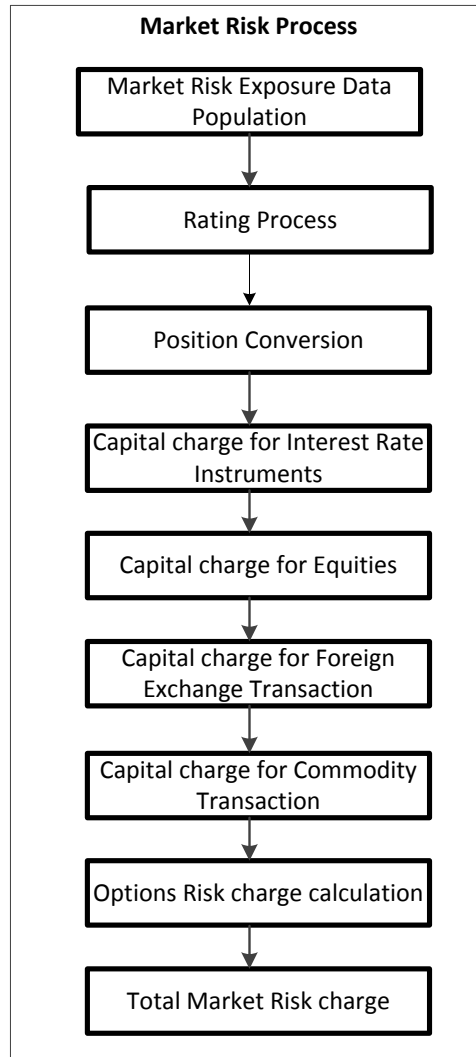 Market Risk Process
Market Risk Exposure Data
Population
Rating Process
Position Conversion
Capital charge for Interest Rate
Instruments
Capital charge for Equities
Capital charge for Foreign
Exchange Transaction
Capital charge for Commodity
Transaction
Options Risk charge calculation
Total Market Risk charge